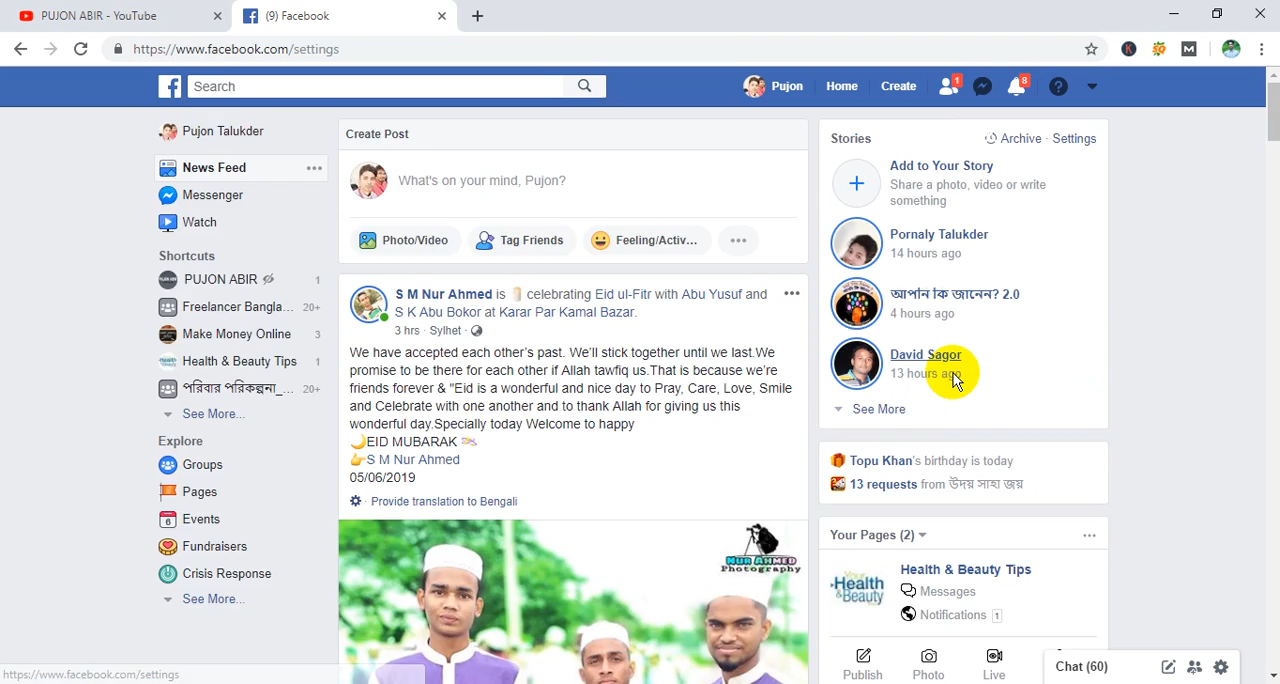 PUJON ABIR - YouTube
(9) Facebook
https://www.facebook.com/settings
Search
Pujon
Home
Create
1
8
Pujon Talukder
News Feed
Messenger
Watch
Shortcuts
PUJON ABIR 1
Freelancer Bangla... 20+
Make Money Online 3
Health & Beauty Tips 1
পরিবার পরিকল্পনা_... 20+
See More...
Explore
Groups
Pages
Events
Fundraisers
Crisis Response
See More...
Create Post
What's on your mind, Pujon?
Photo/Video
Tag Friends
Feeling/Activ...
S M Nur Ahmed is celebrating Eid ul-Fitr with Abu Yusuf and
S K Abu Bokor at Karar Par Kamal Bazar.
3 hrs · Sylhet ·
We have accepted each other's past. We'll stick together until we last.We
promise to be there for each other if Allah tawfiq us.That is because we're
friends forever & "Eid is a wonderful and nice day to Pray, Care, Love, Smile
and Celebrate with one another and to thank Allah for giving us this
wonderful day.Specially today Welcome to happy
🌙EID MUBARAK
👉S M Nur Ahmed
05/06/2019
· Provide translation to Bengali
NUR AHMED
Photography
Stories
Archive · Settings
Add to Your Story
Share a photo, video or write
something
Pornaly Talukder
14 hours ago
আপনি কি জানেন? 2.0
4 hours ago
David Sagor
13 hours ago
See More
Topu Khan's birthday is today
13 requests from উদয় সাহা জয়
Your Pages (2)
Health & Beauty Tips
Messages
Notifications 1
Publish
Photo
Live
Chat (60)
https://www.facebook.com/settings